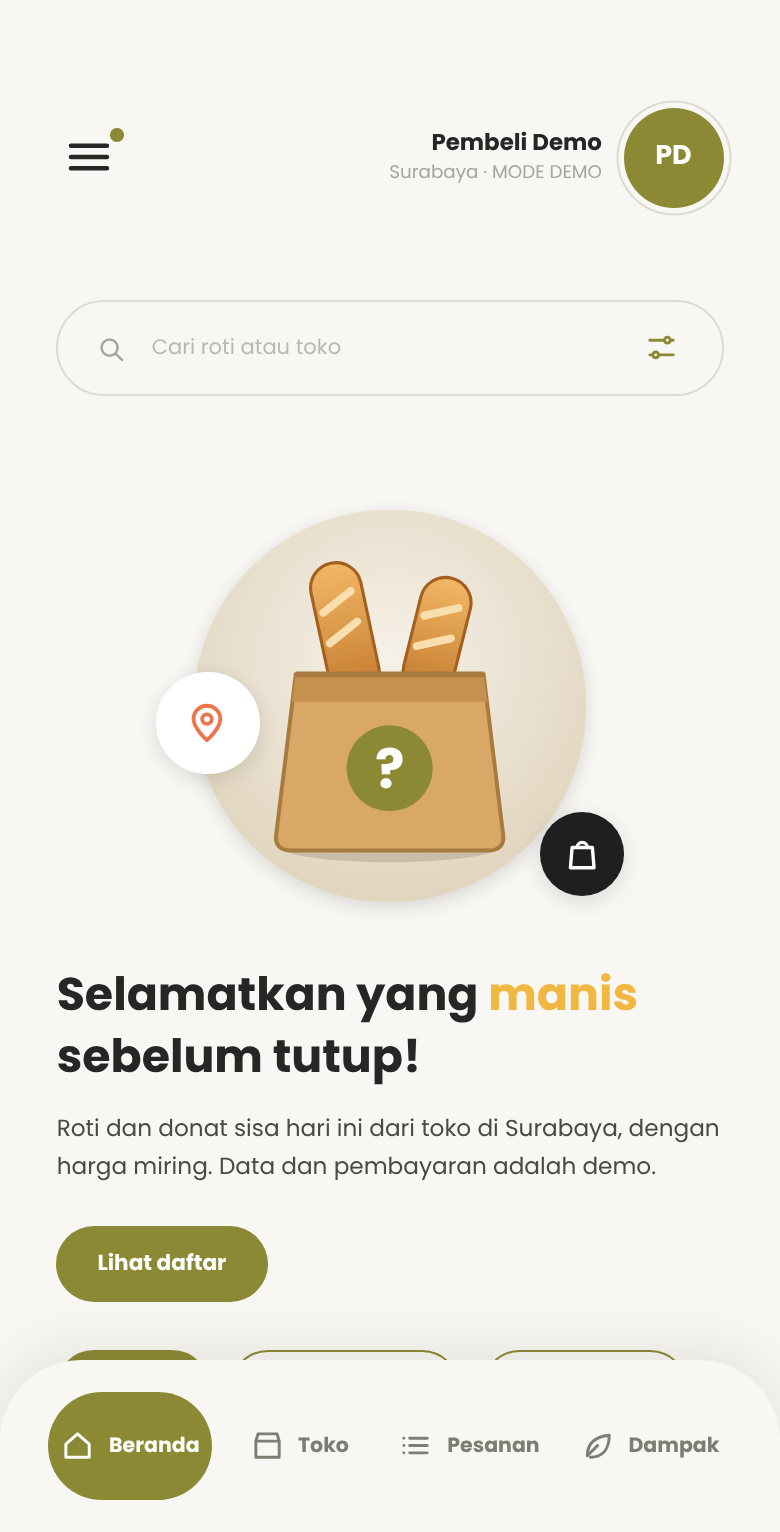 Pembeli Demo
Surabaya · MODE DEMO
PD
Cari roti atau toko
?
Selamatkan yang manis
sebelum tutup!
Roti dan donat sisa hari ini dari toko di Surabaya, dengan
harga miring. Data dan pembayaran adalah demo.
Lihat daftar
Beranda
Toko
Pesanan
Dampak